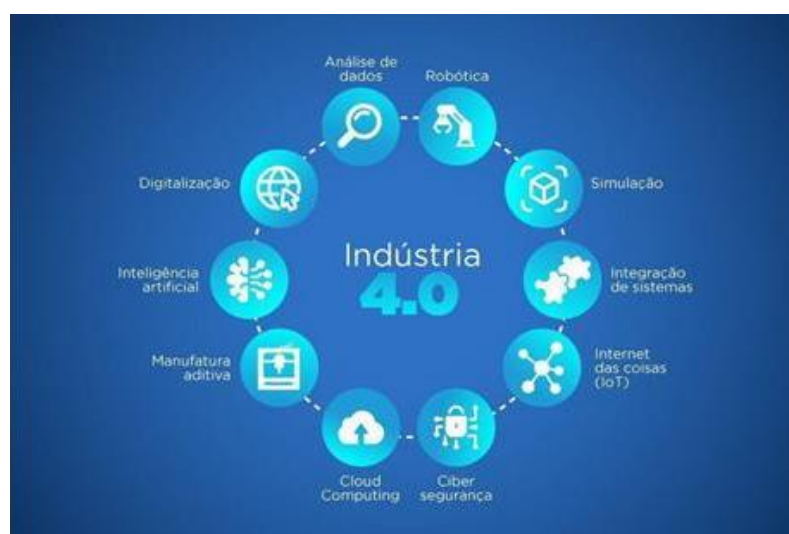 Análise de
dados
Robótica
Digitalização
Simulação
Indústria
4.0
Inteligência
artificial
Integração
de sistemas
Manufatura
aditiva
Internet
das coisas
(IoT)
Cloud
Computing
Ciber
segurança